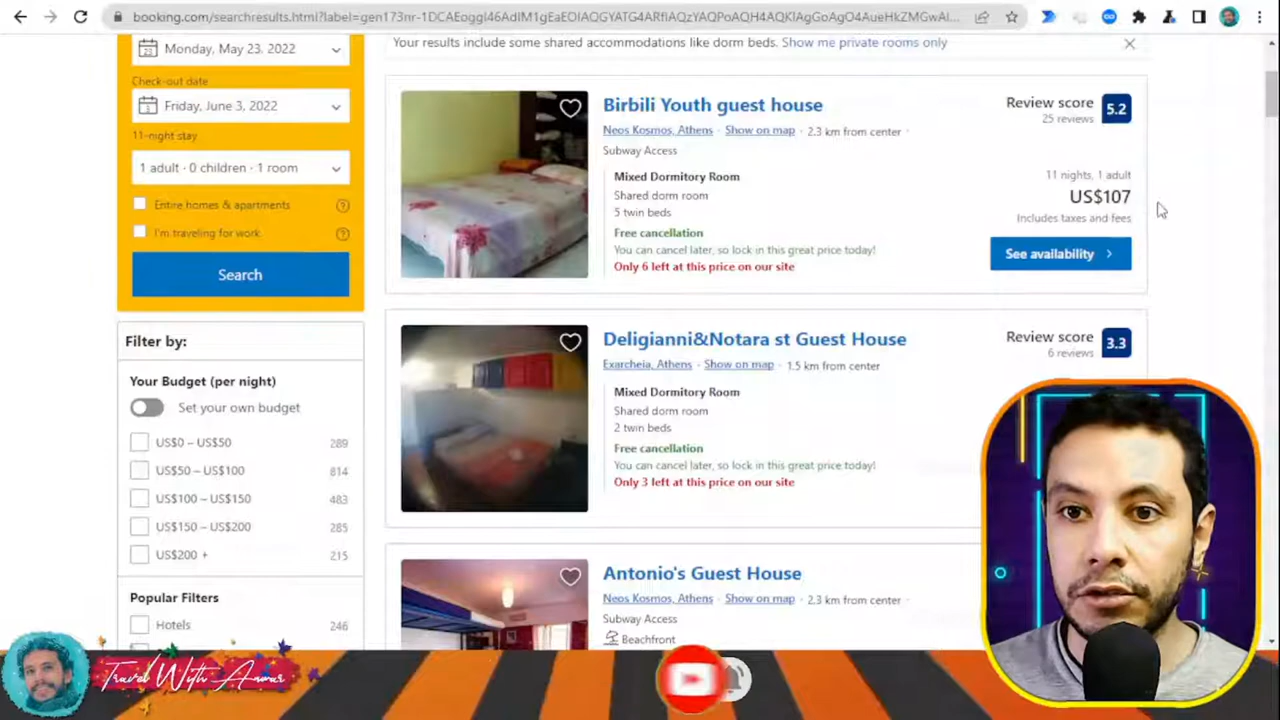 booking.com/searchresults.html?label=gen173nr-1DCAEoggI46AdIM1gEaEOIAQGYATG4ARfIAQzYAQPoAQH4AQKIAgGoAgO4AueHkZMGwAI...
Monday, May 23, 2022
Check-out date
Friday, June 3, 2022
11-night stay
1 adult · 0 children · 1 room
Entire homes & apartments
I'm traveling for work
Search
Filter by:
Your Budget (per night)
Set your own budget
US$0 – US$50 289
US$50 – US$100 814
US$100 – US$150 483
US$150 – US$200 285
US$200 + 215
Popular Filters
Hotels 246
Your results include some shared accommodations like dorm beds. Show me private rooms only
Birbili Youth guest house
Neos Kosmos, Athens · Show on map · 2.3 km from center ·
Subway Access
Mixed Dormitory Room
Shared dorm room
5 twin beds
Free cancellation
You can cancel later, so lock in this great price today!
Only 6 left at this price on our site
Review score 5.2
25 reviews
11 nights, 1 adult
US$107
Includes taxes and fees
See availability
Deligianni&Notara st Guest House
Exarcheia, Athens · Show on map · 1.5 km from center
Mixed Dormitory Room
Shared dorm room
2 twin beds
Free cancellation
You can cancel later, so lock in this great price today!
Only 3 left at this price on our site
Review score 3.3
6 reviews
Antonio's Guest House
Neos Kosmos, Athens · Show on map · 2.3 km from center ·
Subway Access
Beachfront
Travel With Anwar